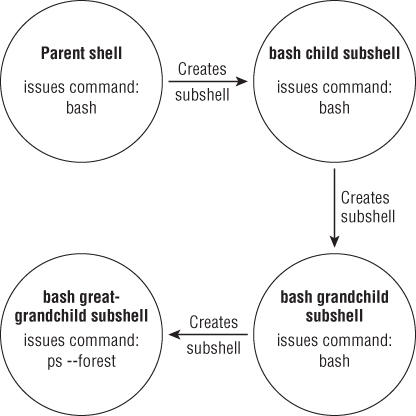 Parent shell
issues command:
bash
Creates
subshell
bash child subshell
issues command:
bash
Creates
subshell
bash grandchild
subshell
issues command:
bash
Creates
subshell
bash great-
grandchild subshell
issues command:
ps --forest